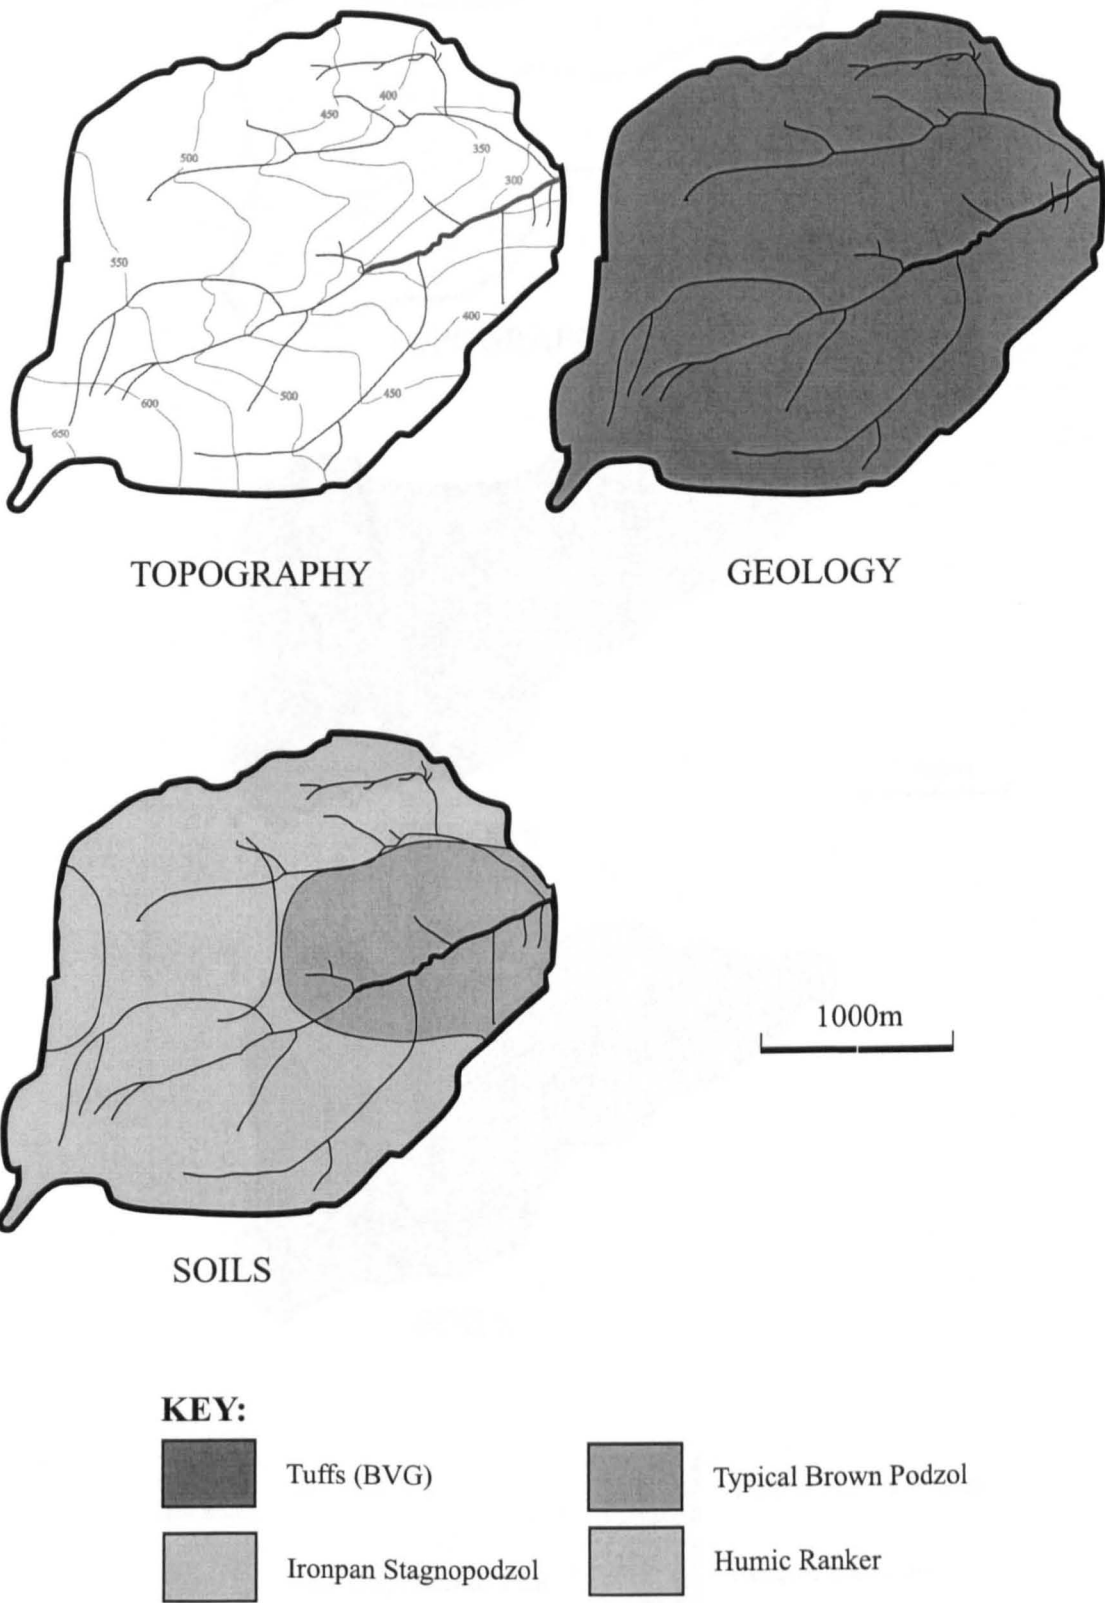 400
450
350
500
300
550
400
500
450
600
650
TOPOGRAPHY
GEOLOGY
1000m
SOILS
KEY:
Tuffs (BVG)
Typical Brown Podzol
Ironpan Stagnopodzol
Humic Ranker